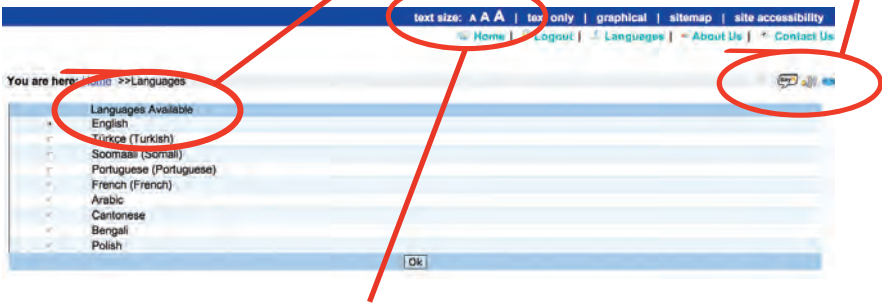 text size: A A A | text only | graphical | sitemap | site accessibility
Home | Logout | Languages | About Us | Contact Us
You are here: Home >>Languages
Languages Available
English
Türkçe (Turkish)
Soomaali (Somali)
Portuguese (Portuguese)
French (French)
Arabic
Cantonese
Bengali
Polish
Ok